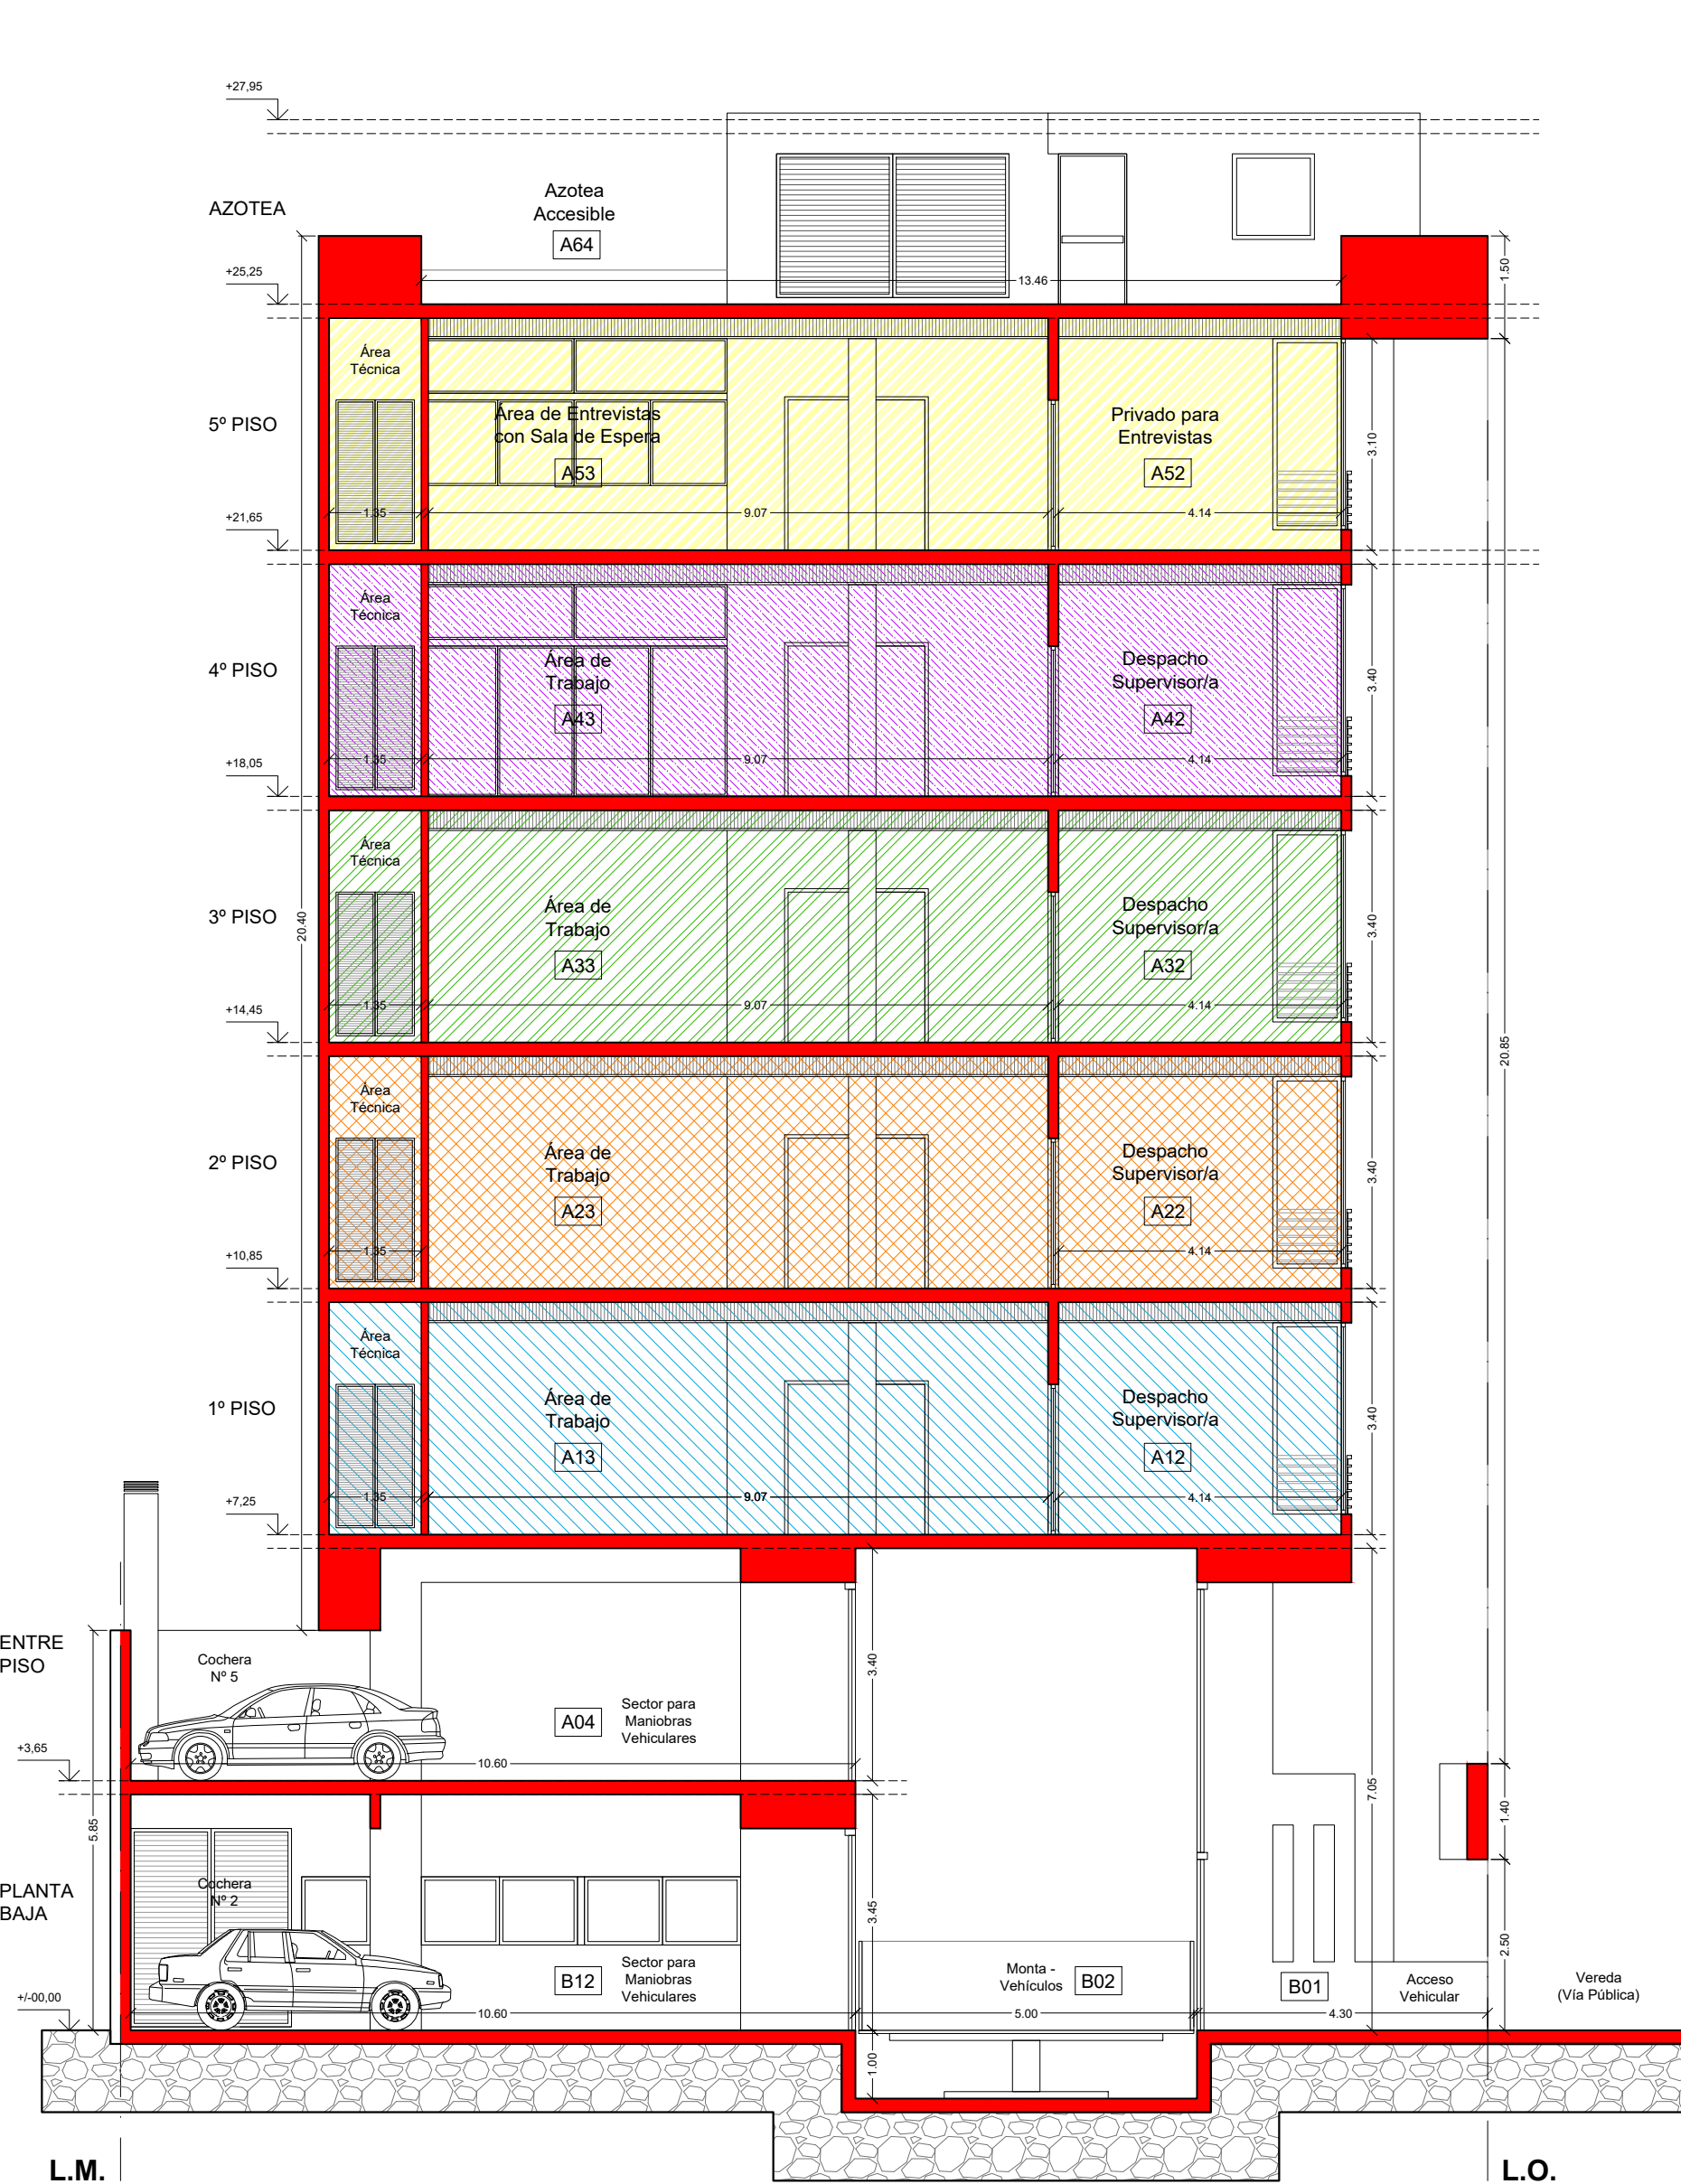 +27,95
AZOTEA
Azotea
Accesible
A64
+25,25
13.46
1.50
Área
Técnica
5º PISO
Área de Entrevistas
con Sala de Espera
A53
Privado para
Entrevistas
A52
3.10
+21,65
1.35
9.07
4.14
Área
Técnica
4º PISO
Área de
Trabajo
A43
Despacho
Supervisor/a
A42
3.40
+18,05
1.35
9.07
4.14
Área
Técnica
3º PISO
20.40
Área de
Trabajo
A33
Despacho
Supervisor/a
A32
3.40
+14,45
1.35
9.07
4.14
20.85
Área
Técnica
2º PISO
Área de
Trabajo
A23
Despacho
Supervisor/a
A22
3.40
+10,85
1.35
4.14
Área
Técnica
1º PISO
Área de
Trabajo
A13
Despacho
Supervisor/a
A12
3.40
+7,25
1.35
9.07
4.14
ENTRE
PISO
Cochera
Nº 5
A04
Sector para
Maniobras
Vehiculares
3.40
+3,65
10.60
7.05
1.40
5.85
PLANTA
BAJA
Cochera
Nº 2
3.45
2.50
B12
Sector para
Maniobras
Vehiculares
Monta -
Vehículos
B02
B01
Acceso
Vehicular
Vereda
(Vía Pública)
+/-00,00
10.60
5.00
4.30
1.00
L.M.
L.O.